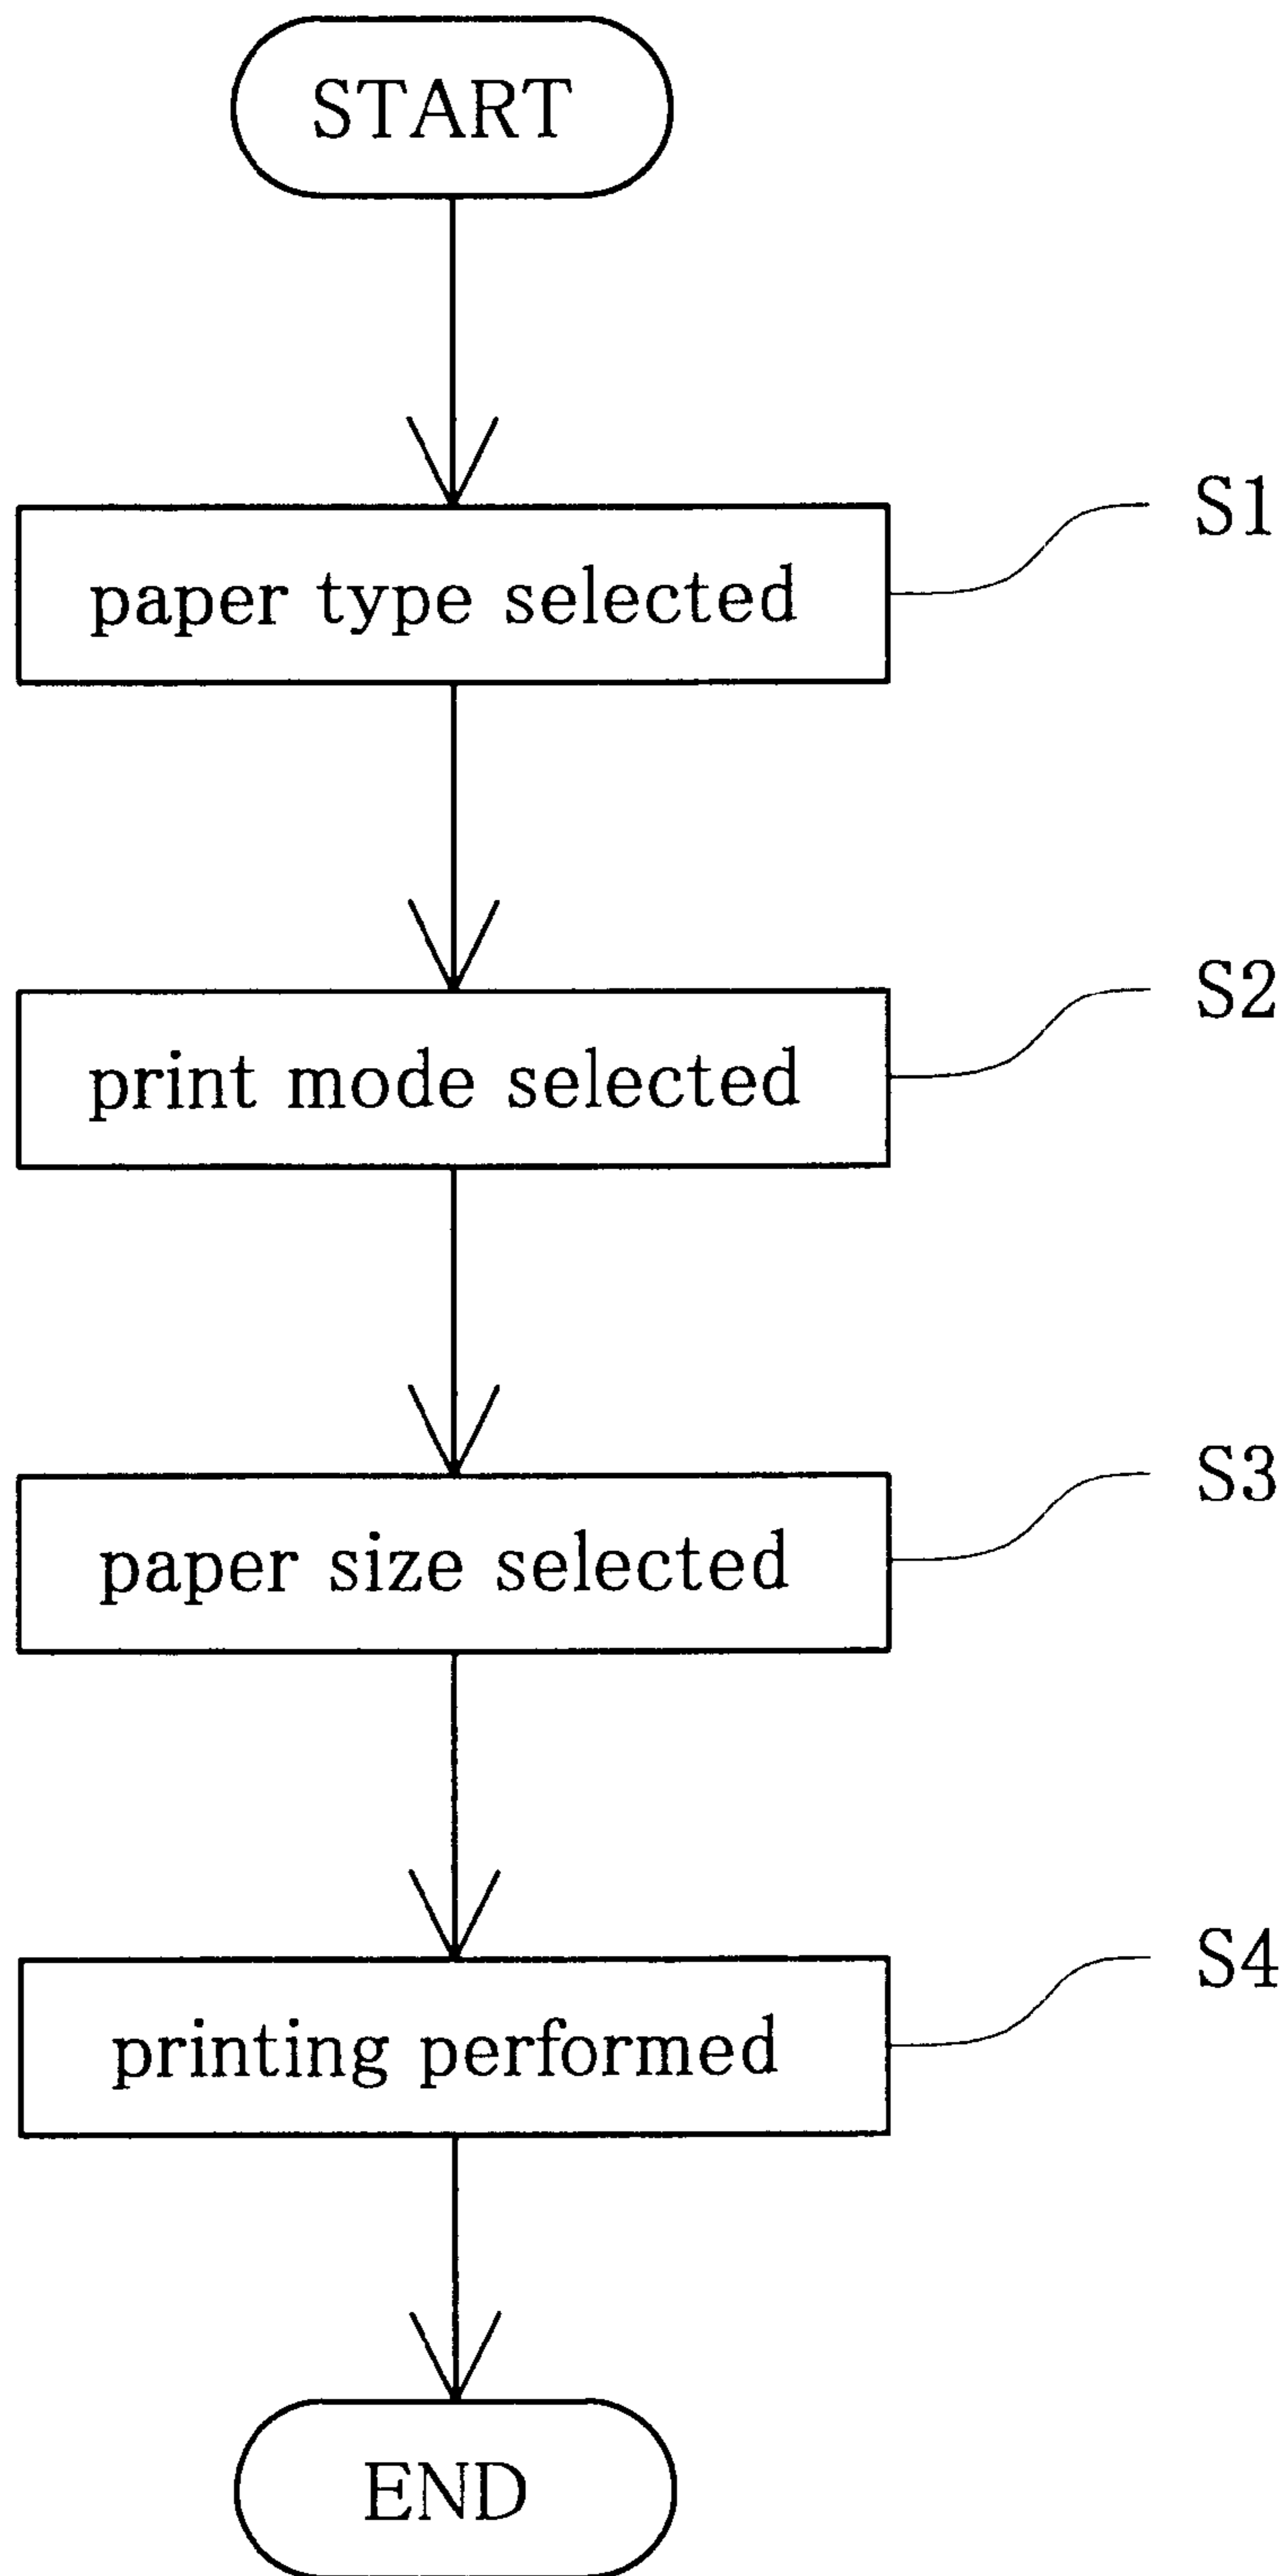 START
paper type selected
S1
print mode selected
S2
paper size selected
S3
printing performed
S4
END